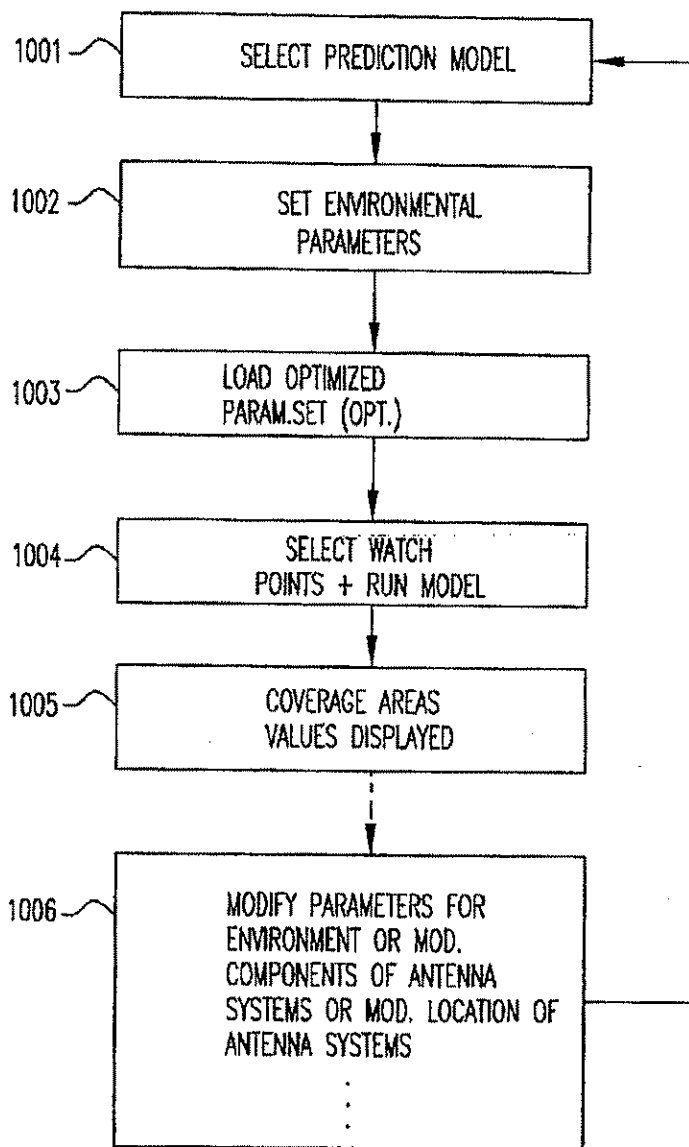 1001
SELECT PREDICTION MODEL
1002
SET ENVIRONMENTAL
PARAMETERS
1003
LOAD OPTIMIZED
PARAM.SET (OPT.)
1004
SELECT WATCH
POINTS + RUN MODEL
1005
COVERAGE AREAS
VALUES DISPLAYED
1006
MODIFY PARAMETERS FOR
ENVIRONMENT OR MOD.
COMPONENTS OF ANTENNA
SYSTEMS OR MOD. LOCATION OF
ANTENNA SYSTEMS